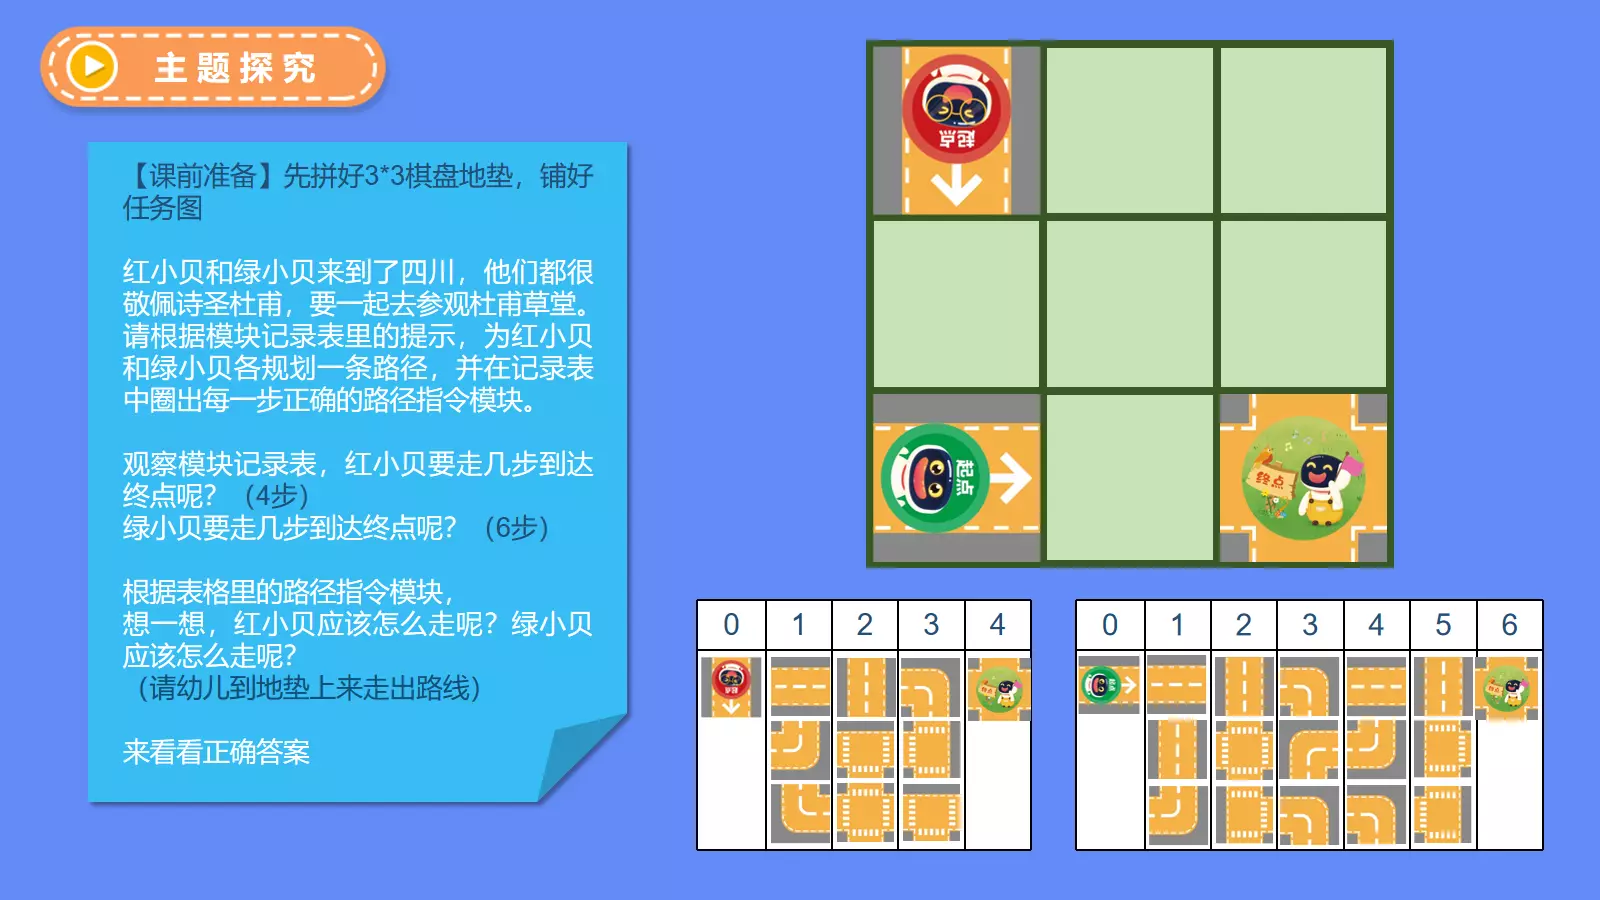 主题探究
【课前准备】先拼好3*3棋盘地垫，铺好
任务图
红小贝和绿小贝来到了四川，他们都很
敬佩诗圣杜甫，要一起去参观杜甫草堂。
请根据模块记录表里的提示，为红小贝
和绿小贝各规划一条路径，并在记录表
中圈出每一步正确的路径指令模块。
观察模块记录表，红小贝要走几步到达
终点呢？（4步）
绿小贝要走几步到达终点呢？（6步）
根据表格里的路径指令模块，
想一想，红小贝应该怎么走呢？绿小贝
应该怎么走呢？
（请幼儿到地垫上来走出路线）
来看看正确答案
起点
起点
终点
0 1 2 3 4
起点
终点
0 1 2 3 4 5 6
起点
终点